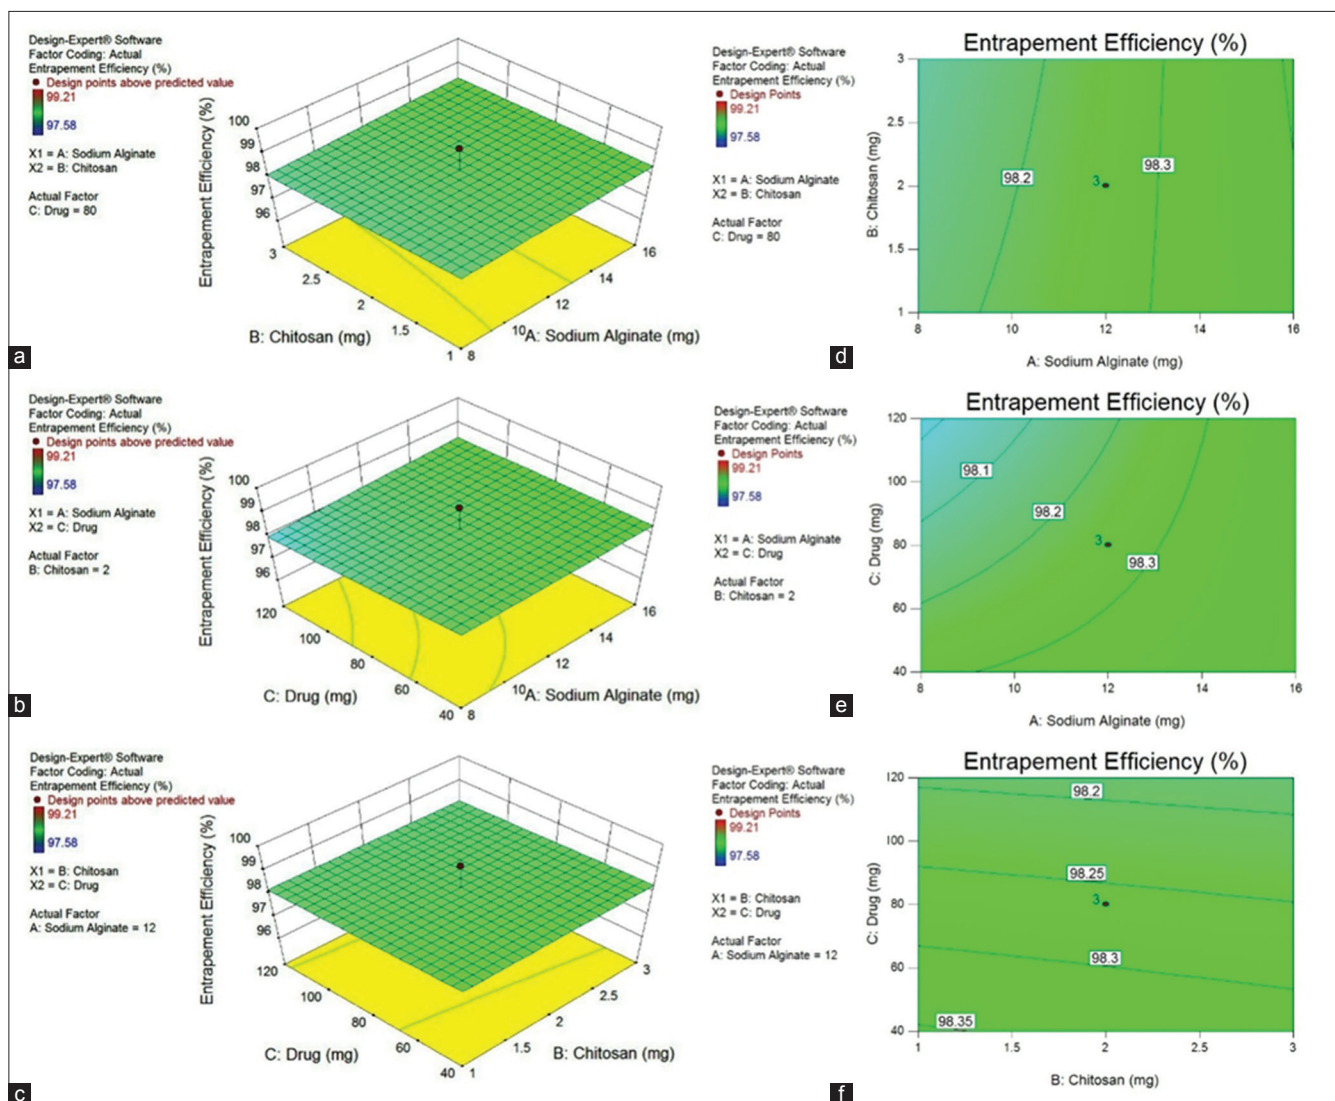 Design-Expert® Software
Factor Coding: Actual
Entrapement Efficiency (%)
Design points above predicted value
99.21
97.58
X1 = A: Sodium Alginate
X2 = B: Chitosan
Actual Factor
C: Drug = 80
Entrapement Efficiency (%)
100
99
98
97
96
3
2.5
2
1.5
1
8
10
12
14
16
B: Chitosan (mg)
A: Sodium Alginate (mg)
a
Design-Expert® Software
Factor Coding: Actual
Entrapement Efficiency (%)
Design Points
99.21
97.58
X1 = A: Sodium Alginate
X2 = B: Chitosan
Actual Factor
C: Drug = 80
Entrapement Efficiency (%)
B: Chitosan (mg)
3
2.5
2
1.5
1
98.2
3
98.3
8
10
12
14
16
A: Sodium Alginate (mg)
d
Design-Expert® Software
Factor Coding: Actual
Entrapement Efficiency (%)
Design points above predicted value
99.21
97.58
X1 = A: Sodium Alginate
X2 = C: Drug
Actual Factor
B: Chitosan = 2
Entrapement Efficiency (%)
100
99
98
97
96
120
100
80
60
40
8
10
12
14
16
C: Drug (mg)
A: Sodium Alginate (mg)
b
Design-Expert® Software
Factor Coding: Actual
Entrapement Efficiency (%)
Design Points
99.21
97.58
X1 = A: Sodium Alginate
X2 = C: Drug
Actual Factor
B: Chitosan = 2
Entrapement Efficiency (%)
C: Drug (mg)
120
100
80
60
40
98.1
98.2
3
98.3
8
10
12
14
16
A: Sodium Alginate (mg)
e
Design-Expert® Software
Factor Coding: Actual
Entrapement Efficiency (%)
Design points above predicted value
99.21
97.58
X1 = B: Chitosan
X2 = C: Drug
Actual Factor
A: Sodium Alginate = 12
Entrapement Efficiency (%)
100
99
98
97
96
120
100
80
60
40
1
1.5
2
2.5
3
C: Drug (mg)
B: Chitosan (mg)
c
Design-Expert® Software
Factor Coding: Actual
Entrapement Efficiency (%)
Design Points
99.21
97.58
X1 = B: Chitosan
X2 = C: Drug
Actual Factor
A: Sodium Alginate = 12
Entrapement Efficiency (%)
C: Drug (mg)
120
100
80
60
40
98.2
98.25
3
98.3
98.35
1
1.5
2
2.5
3
B: Chitosan (mg)
f